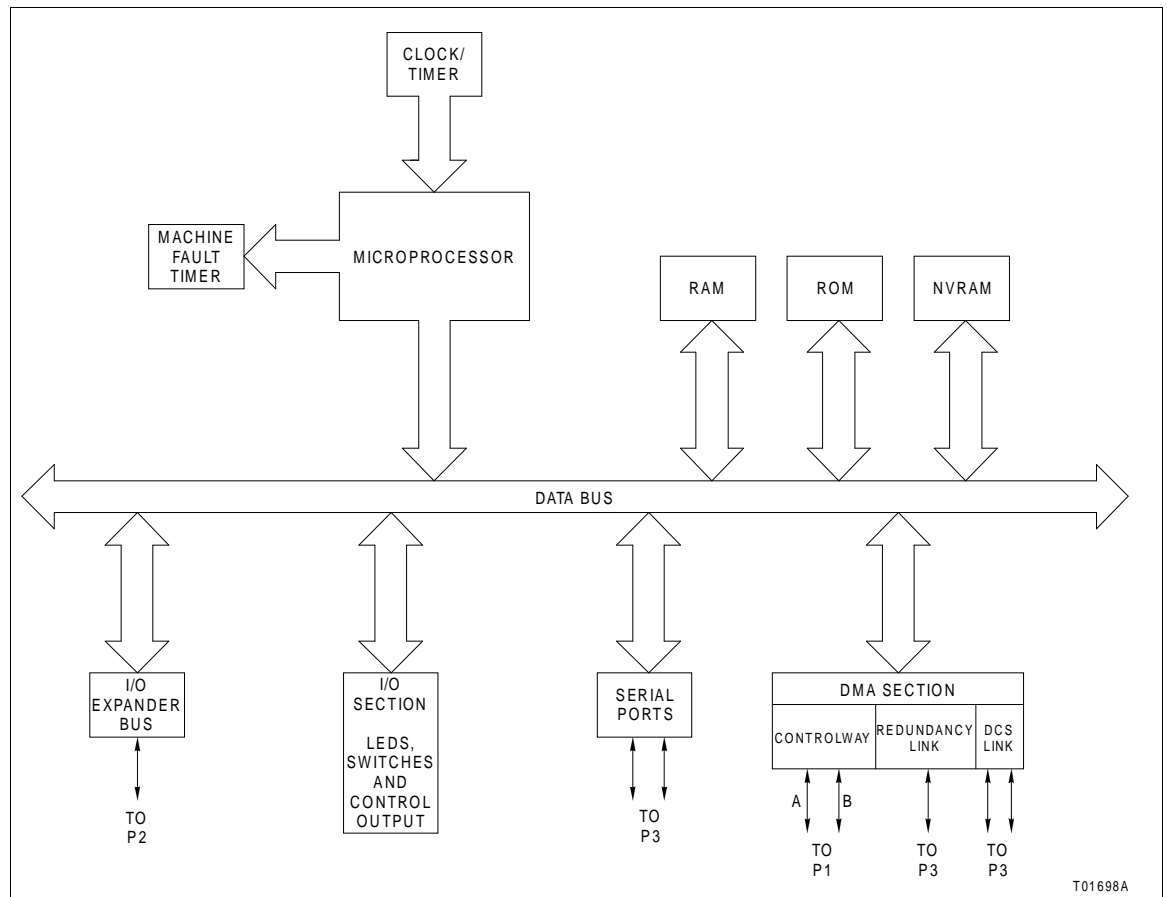 CLOCK/
TIMER
MACHINE
FAULT
TIMER
MICROPROCESSOR
RAM
ROM
NVRAM
DATA BUS
I/O
EXPANDER
BUS
TO
P2
I/O
SECTION
LEDS,
SWITCHES
AND
CONTROL
OUTPUT
SERIAL
PORTS
TO
P3
DMA SECTION
CONTROLWAY
REDUNDANCY
LINK
DCS
LINK
A
B
TO
P1
TO
P3
TO
P3
T01698A